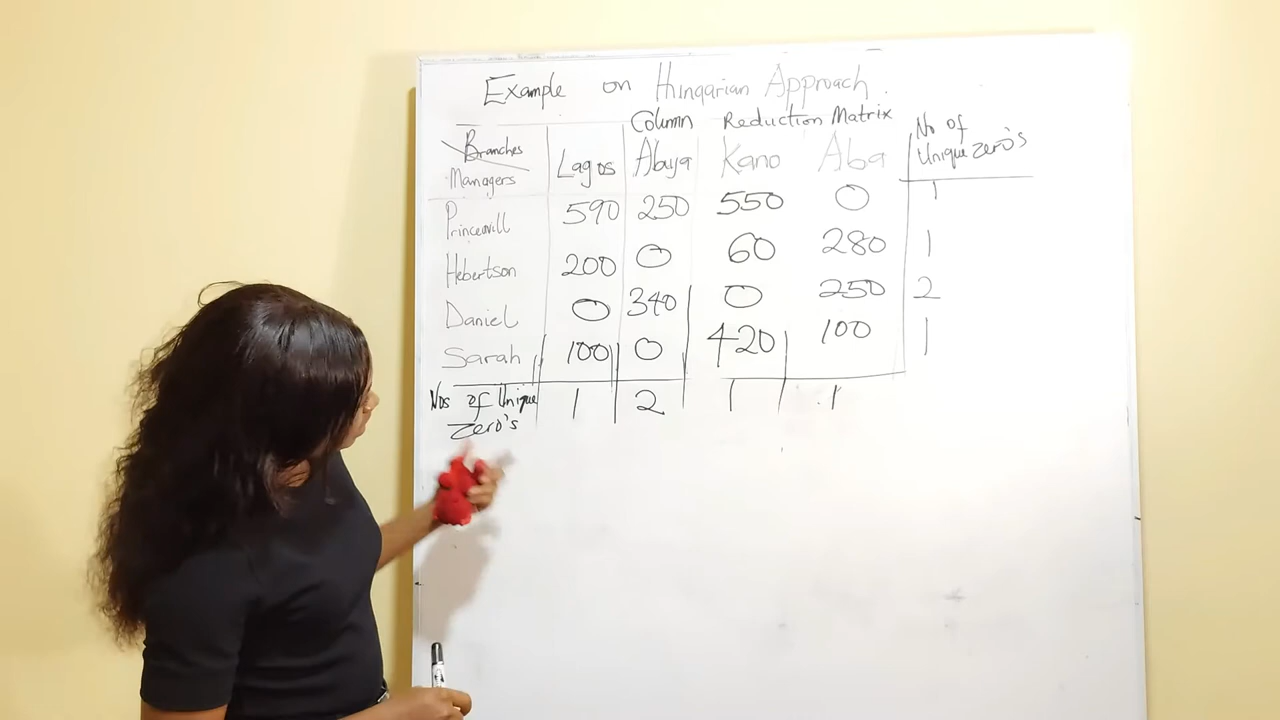 Example on Hungarian Approach.
Column Reduction Matrix
Branches
Managers Lagos Abuja Kano Aba No of Unique zero's
Princewill 590 250 550 0 1
Hebertson 200 0 60 280 1
Daniel 0 340 0 250 2
Sarah 100 0 420 100 1
Nos of Unique 1 2 1 1
Zero's